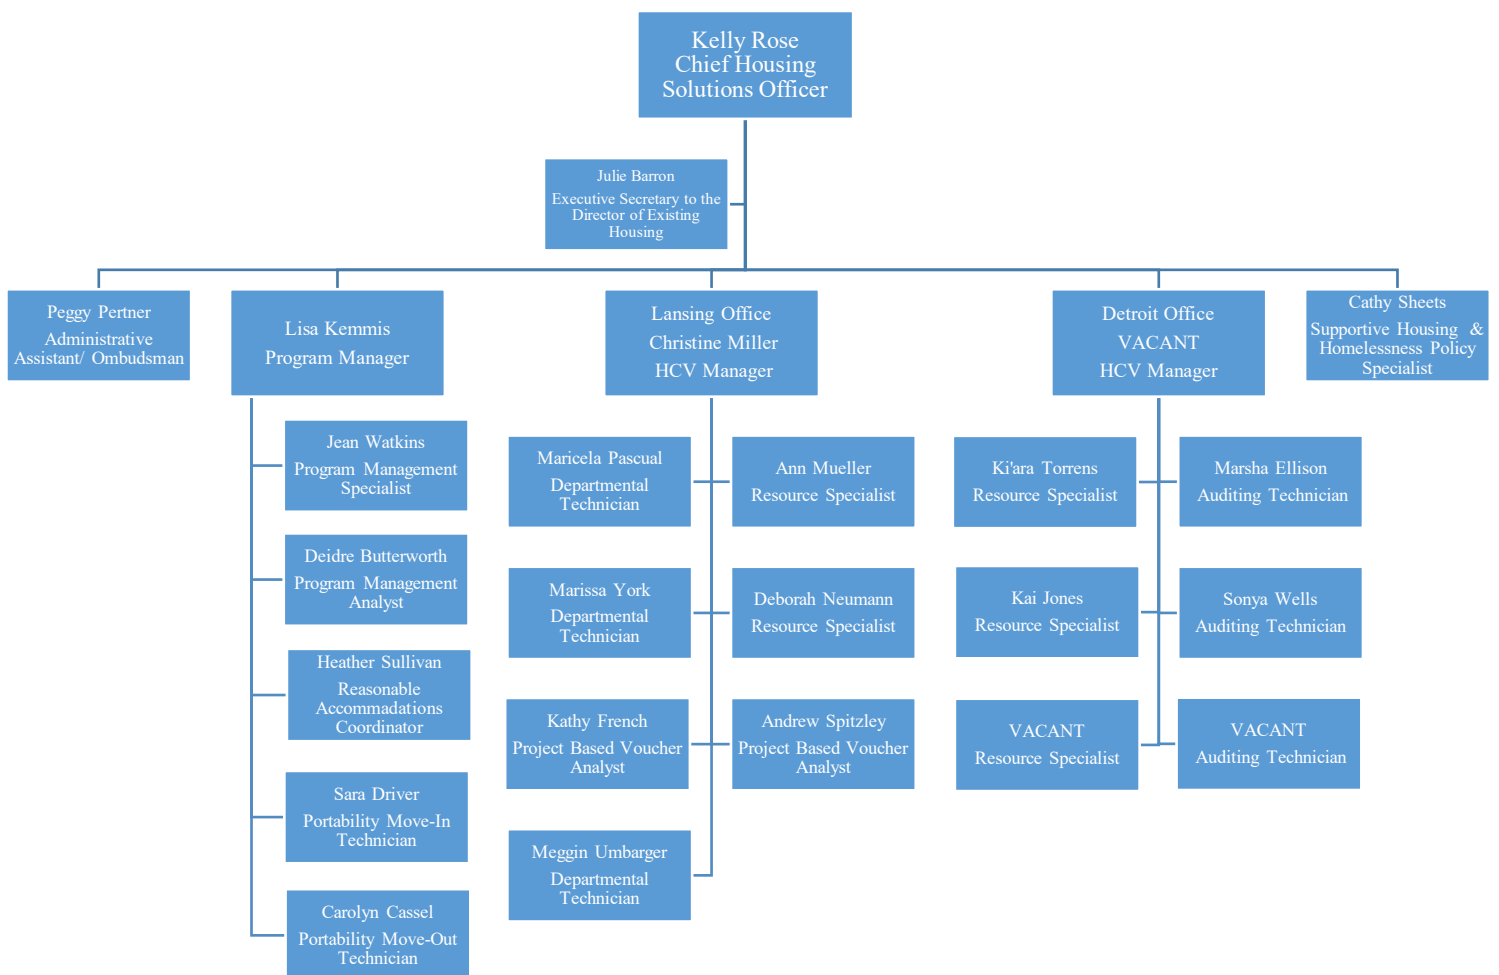 Kelly Rose
Chief Housing
Solutions Officer
Julie Barron
Executive Secretary to the
Director of Existing
Housing
Peggy Pertner
Administrative
Assistant/ Ombudsman
Lisa Kemmis
Program Manager
Lansing Office
Christine Miller
HCV Manager
Detroit Office
VACANT
HCV Manager
Cathy Sheets
Supportive Housing &
Homelessness Policy
Specialist
Jean Watkins
Program Management
Specialist
Deidre Butterworth
Program Management
Analyst
Heather Sullivan
Reasonable
Accommadations
Coordinator
Sara Driver
Portability Move-In
Technician
Carolyn Cassel
Portability Move-Out
Technician
Maricela Pascual
Departmental
Technician
Ann Mueller
Resource Specialist
Marissa York
Departmental
Technician
Deborah Neumann
Resource Specialist
Kathy French
Project Based Voucher
Analyst
Andrew Spitzley
Project Based Voucher
Analyst
Meggin Umbarger
Departmental
Technician
Ki'ara Torrens
Resource Specialist
Marsha Ellison
Auditing Technician
Kai Jones
Resource Specialist
Sonya Wells
Auditing Technician
VACANT
Resource Specialist
VACANT
Auditing Technician